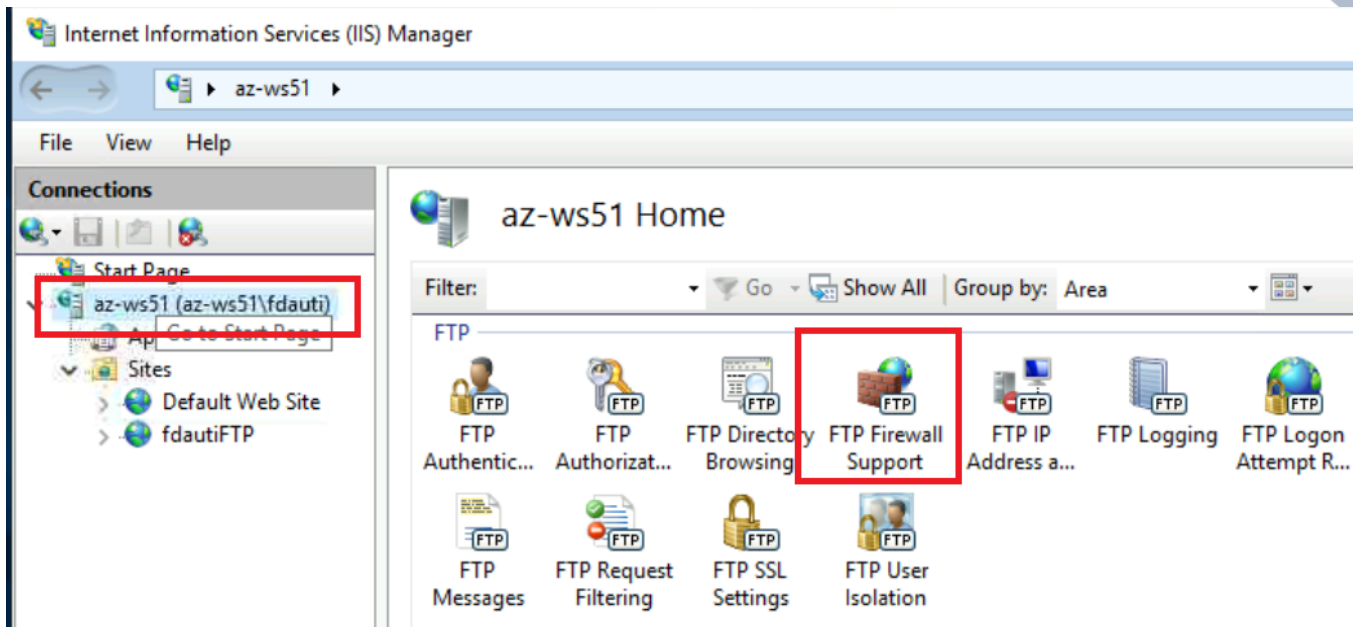 Internet Information Services (IIS) Manager
az-ws51
File View Help
Connections
az-ws51 Home
Start Page
Filter: Go Show All Group by: Area
az-ws51 (az-ws51\fdauti)
FTP
Ap Go to Start Page
Sites
Default Web Site
fdautiFTP
FTP FTP FTP FTP FTP FTP FTP
FTP FTP FTP Directory FTP Firewall FTP IP FTP Logging FTP Logon
Authentic... Authorizat... Browsing Support Address a... Attempt R...
FTP FTP FTP FTP
FTP FTP Request FTP SSL FTP User
Messages Filtering Settings Isolation